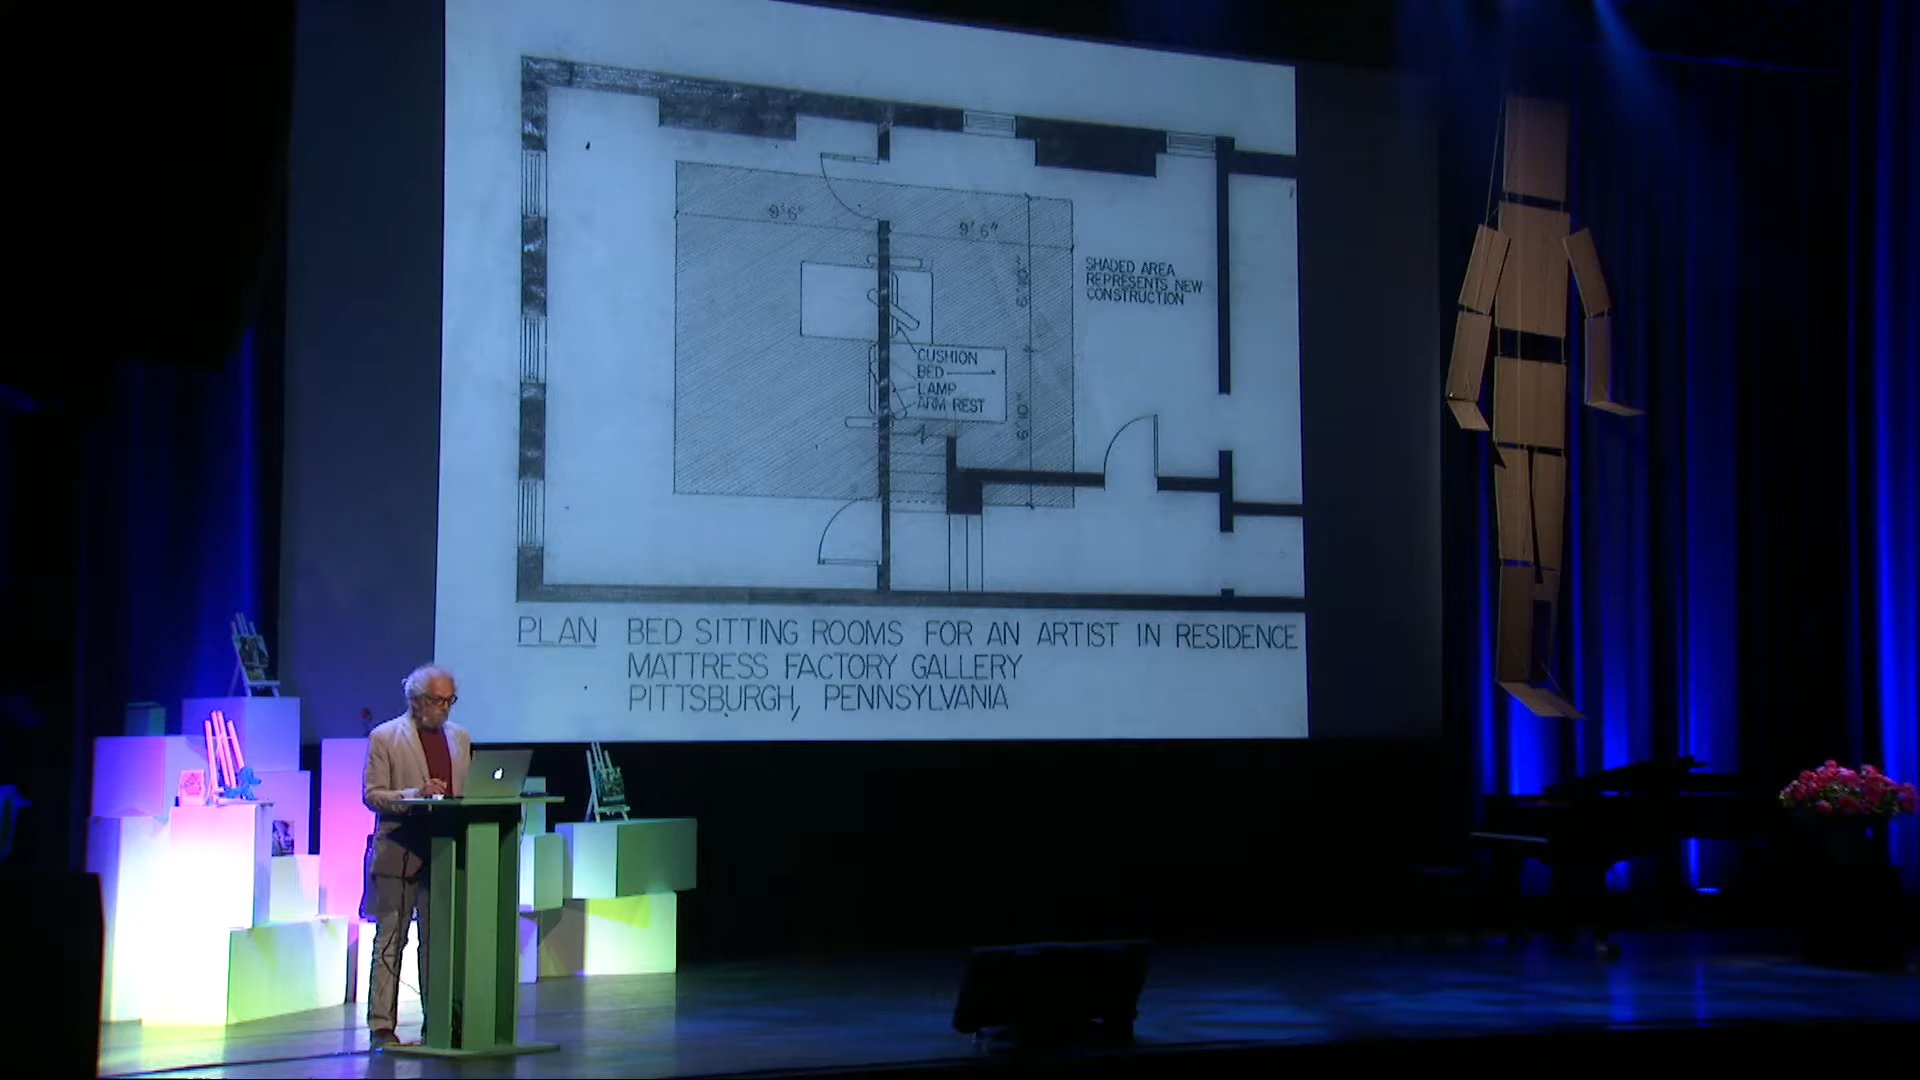 9'6"
9'6"
SHADED AREA
REPRESENTS NEW
CONSTRUCTION
CUSHION
BED
LAMP
ARM REST
PLAN BED SITTING ROOMS FOR AN ARTIST IN RESIDENCE
MATTRESS FACTORY GALLERY
PITTSBURGH, PENNSYLVANIA